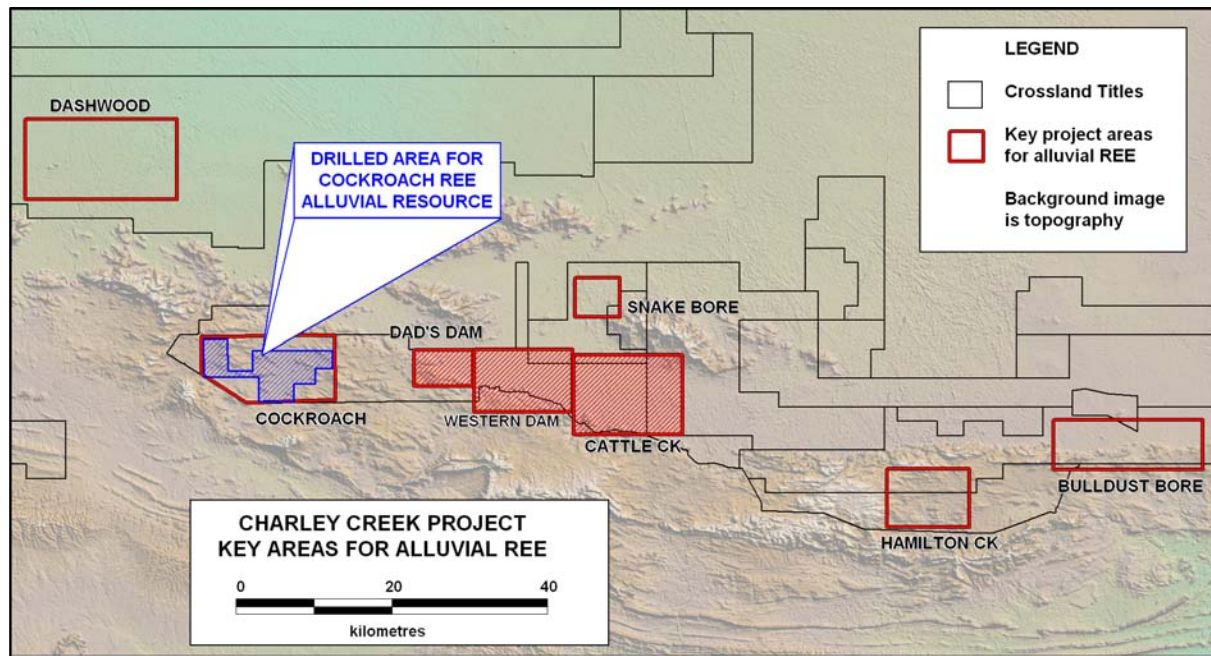 LEGEND
Crossland Titles
Key project areas
for alluvial REE
Background image
is topography
DASHWOOD
DRILLED AREA FOR
COCKROACH REE
ALLUVIAL RESOURCE
SNAKE BORE
DAD'S DAM
COCKROACH
WESTERN DAM
CATTLE CK
BULLDUST BORE
HAMILTON CK
CHARLEY CREEK PROJECT
KEY AREAS FOR ALLUVIAL REE
0 20 40
kilometres